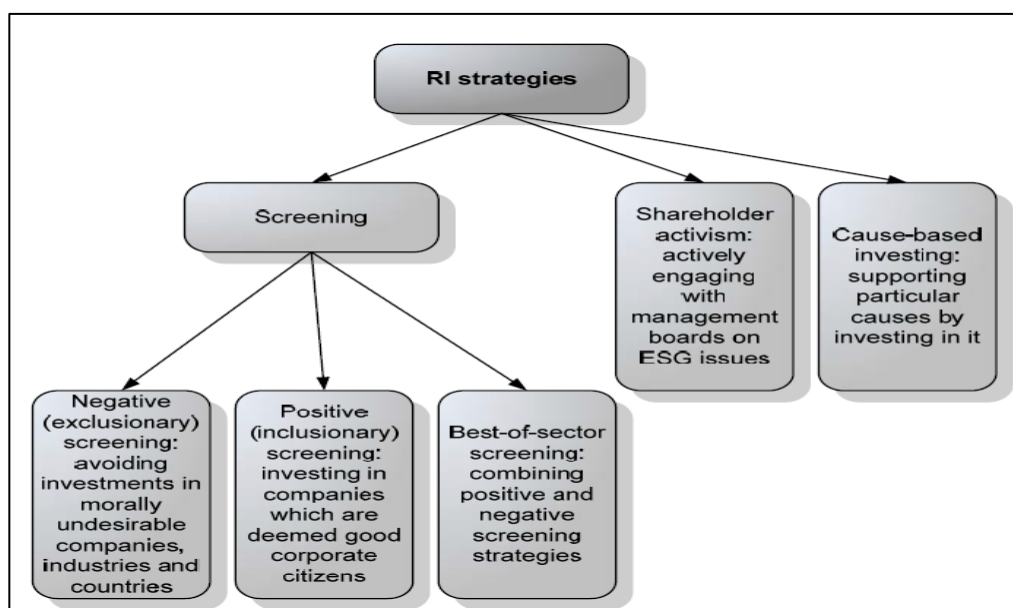 RI strategies
Screening
Shareholder
activism:
actively
engaging
with
management
boards on
ESG issues
Cause-based
investing:
supporting
particular
causes by
investing in it
Negative
(exclusionary)
screening:
avoiding
investments in
morally
undesirable
companies,
industries and
countries
Positive
(inclusionary)
screening:
investing in
companies
which are
deemed good
corporate
citizens
Best-of-sector
screening:
combining
positive and
negative
screening
strategies